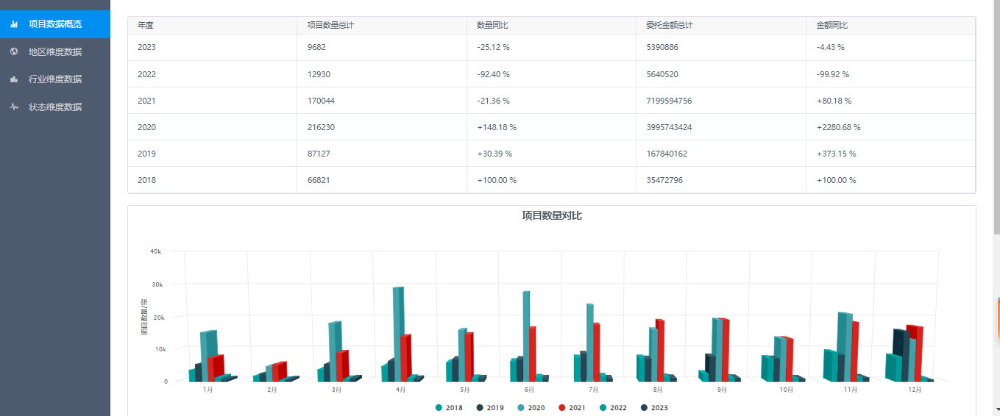 项目数据概览
地区维度数据
行业维度数据
状态维度数据
年度 项目数量总计 数量同比 委托金额总计 金额同比
2023 9682 -25.12 % 5390886 -4.43 %
2022 12930 -92.40 % 5640520 -99.92 %
2021 170044 -21.36 % 7199594756 +80.18 %
2020 216230 +148.18 % 3995743424 +2280.68 %
2019 87127 +30.39 % 167840162 +373.15 %
2018 66821 +100.00 % 35472796 +100.00 %
项目数量对比
项目数量/宗
40k
30k
20k
10k
0
1月 2月 3月 4月 5月 6月 7月 8月 9月 10月 11月 12月
2018 2019 2020 2021 2022 2023